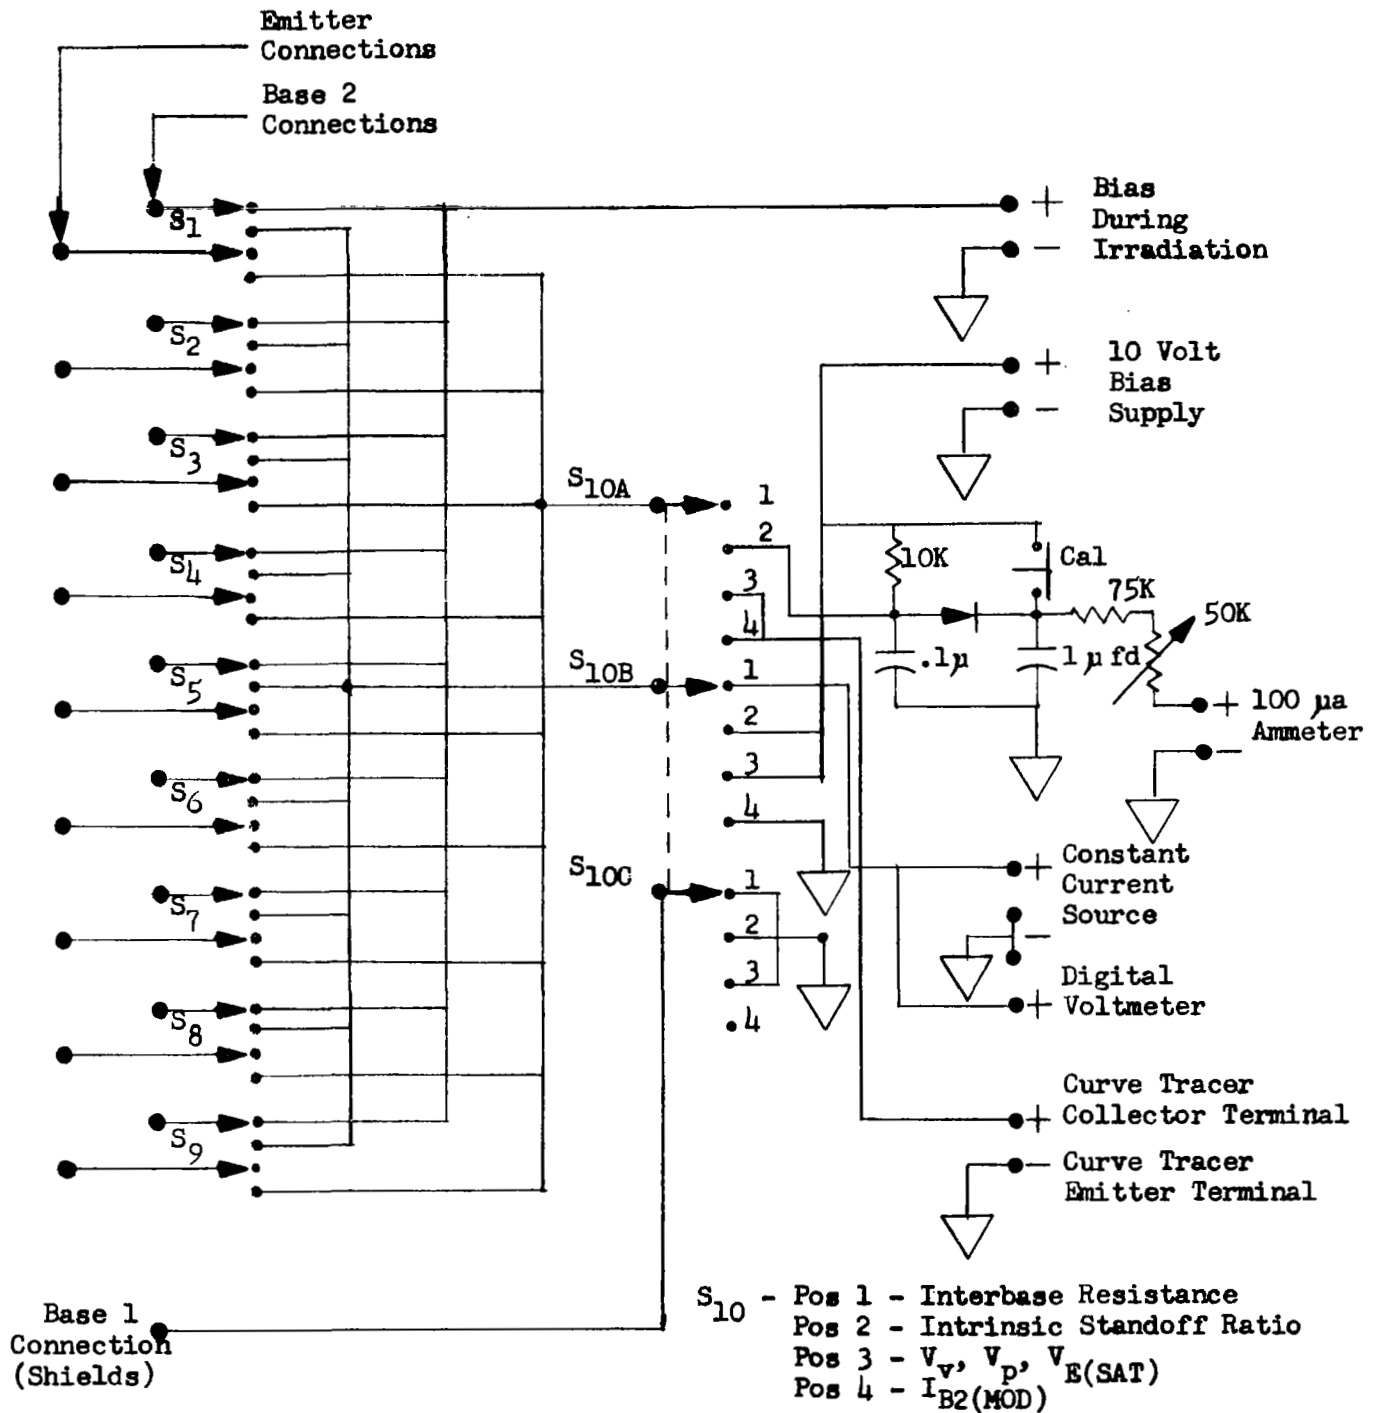 Emitter
Connections
Base 2
Connections
S1
S2
S3
S4
S5
S6
S7
S8
S9
Base 1
Connection
(Shields)
S10A
1
2
3
4
S10B
1
2
3
4
S10C
1
2
3
4
+ Bias
During
− Irradiation
+ 10 Volt
Bias
− Supply
10K
Cal
75K
50K
.1μ
1μfd
+ 100 μa
Ammeter
−
+ Constant
Current
Source
−
Digital
+ Voltmeter
Curve Tracer
+ Collector Terminal
− Curve Tracer
Emitter Terminal
S10 - Pos 1 - Interbase Resistance
Pos 2 - Intrinsic Standoff Ratio
Pos 3 - Vv, Vp, VE(SAT)
Pos 4 - IB2(MOD)